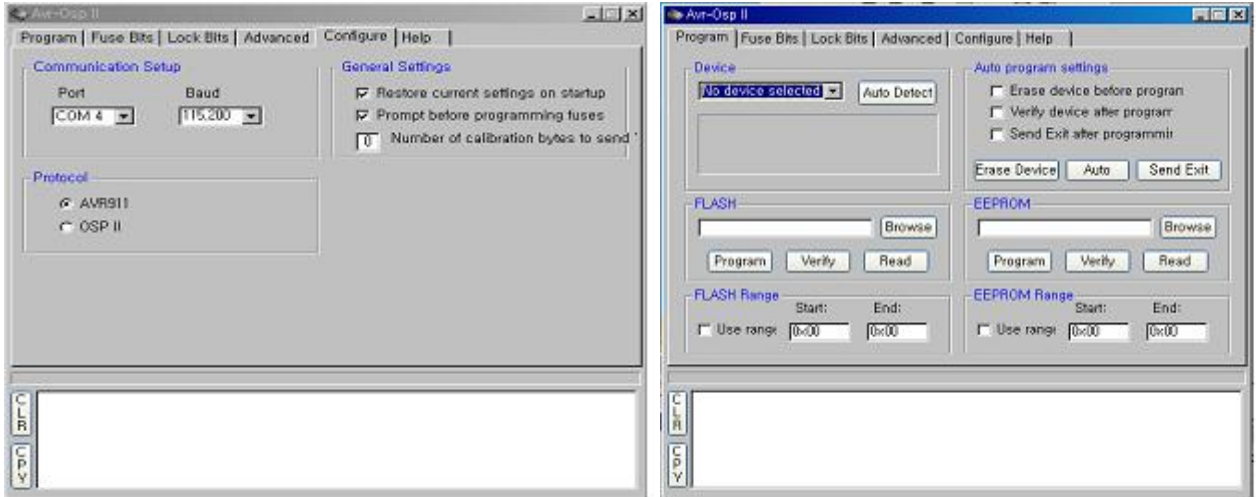 Avr-Osp II
Program Fuse Bits Lock Bits Advanced Configure Help
Communication Setup
Port Baud
COM 4 115,200
General Settings
Restore current settings on startup
Prompt before programming fuses
0 Number of calibration bytes to send
Protocol
AVR911
OSP II
CLR
CPY
Avr-Osp II
Program Fuse Bits Lock Bits Advanced Configure Help
Device
No device selected Auto Detect
Auto program settings
Erase device before program
Verify device after program
Send Exit after programmin
Erase Device Auto Send Exit
FLASH
Browse
Program Verify Read
EEPROM
Browse
Program Verify Read
FLASH Range
Start: End:
Use range 0x00 0x00
EEPROM Range
Start: End:
Use range 0x00 0x00
CLR
CPY